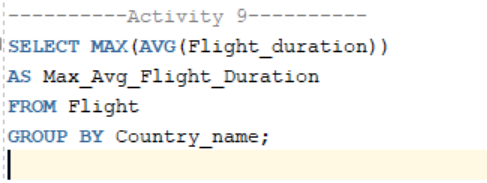 ----------Activity 9----------
SELECT MAX(AVG(Flight_duration))
AS Max_Avg_Flight_Duration
FROM Flight
GROUP BY Country_name;